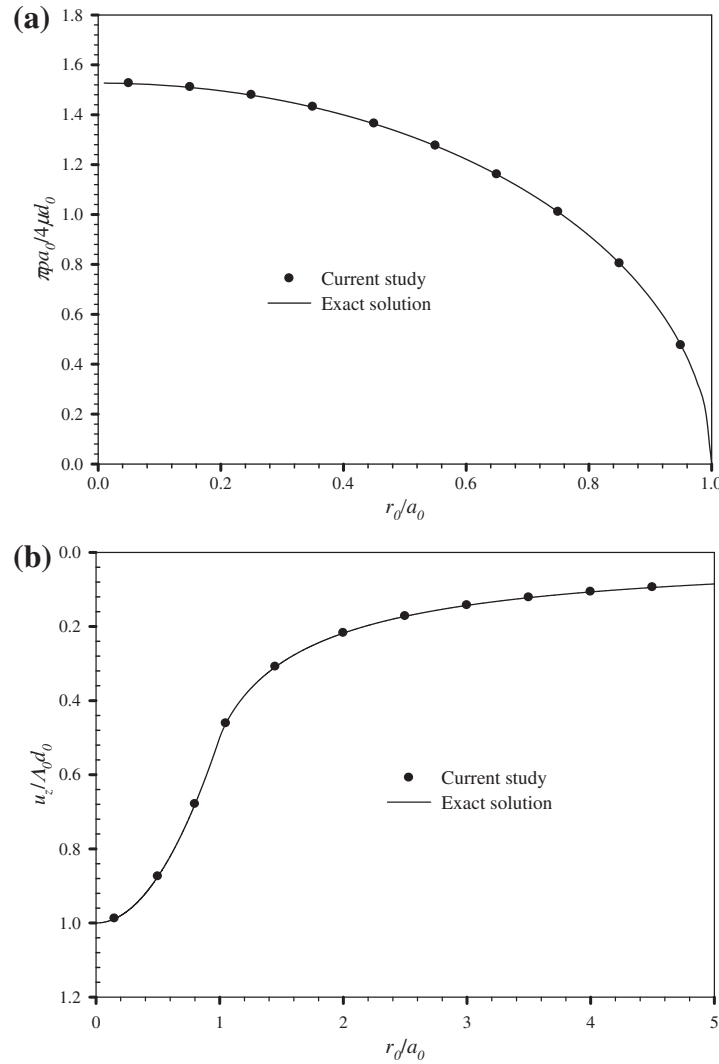 (a)
1.8
1.6
1.4
1.2
1.0
0.8
0.6
0.4
0.2
0.0
πpa₀/4μd₀
Current study
Exact solution
0.0 0.2 0.4 0.6 0.8 1.0
r₀/a₀
(b)
0.0
0.2
0.4
0.6
0.8
1.0
1.2
u_z/Λ₀d₀
Current study
Exact solution
0 1 2 3 4 5
r₀/a₀